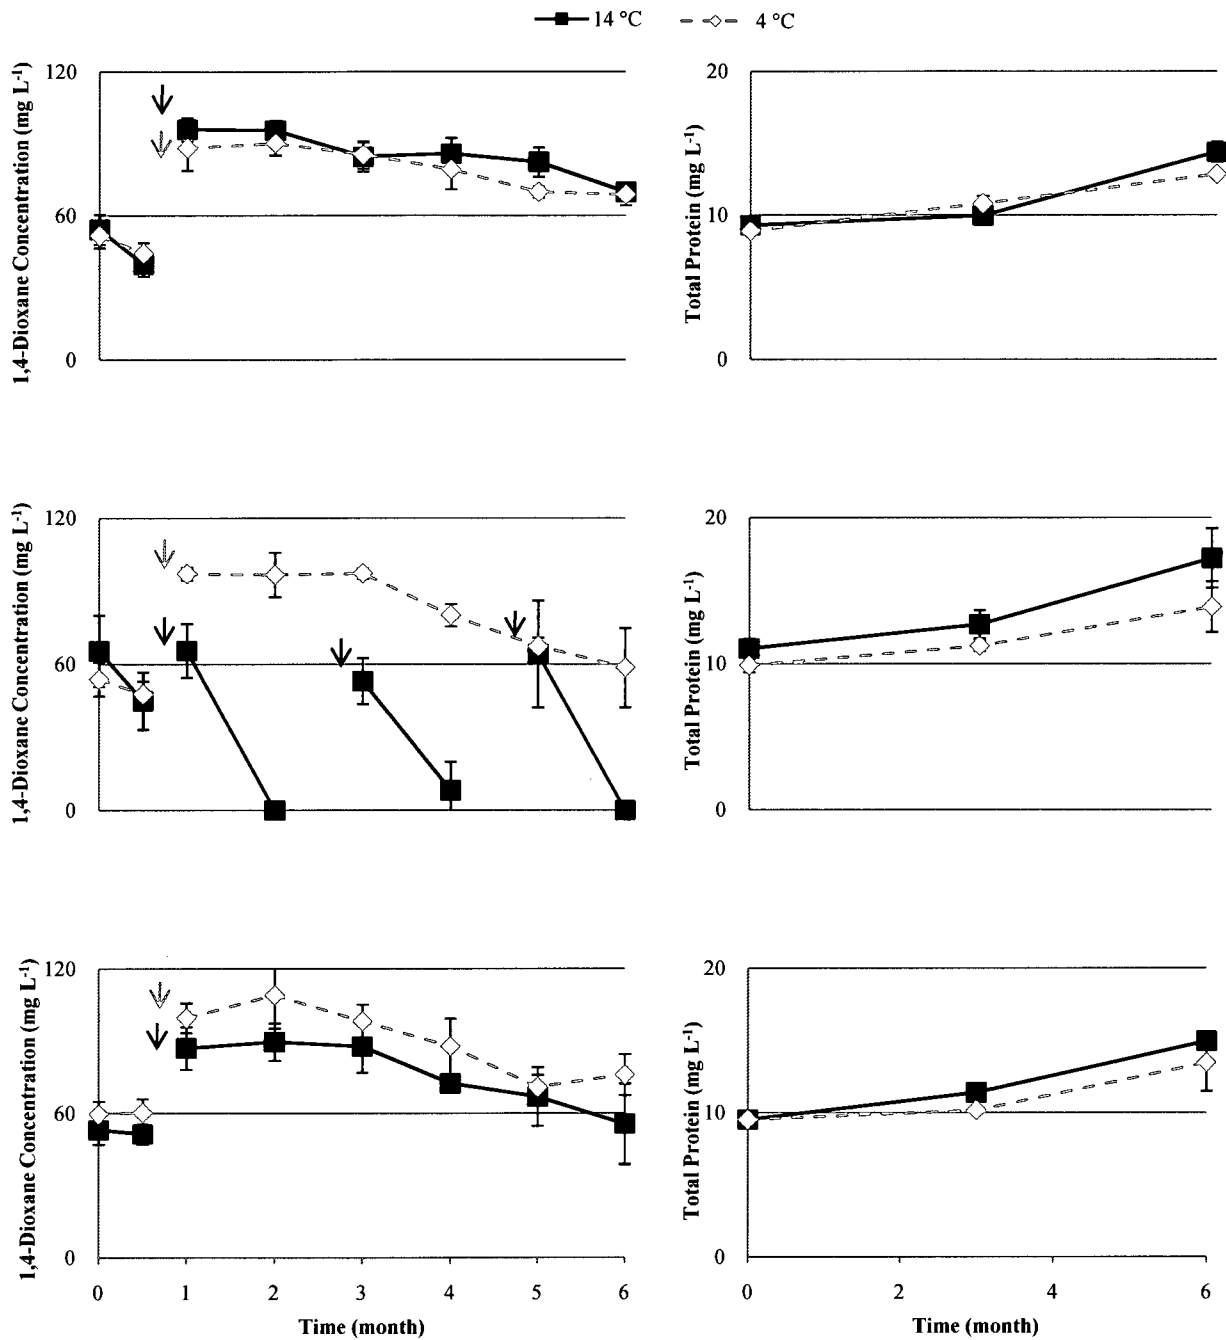 14 °C 4 °C
1,4-Dioxane Concentration (mg L⁻¹)
120
60
0
Total Protein (mg L⁻¹)
20
10
0
1,4-Dioxane Concentration (mg L⁻¹)
120
60
0
Total Protein (mg L⁻¹)
20
10
0
1,4-Dioxane Concentration (mg L⁻¹)
120
60
0
0 1 2 3 4 5 6
Time (month)
Total Protein (mg L⁻¹)
20
10
0
0 2 4 6
Time (month)